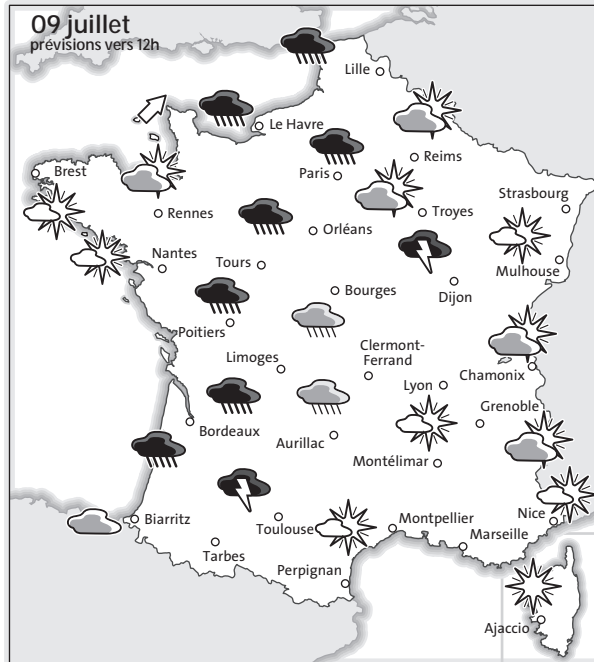 09 juillet
prévisions vers 12h
Lille
Le Havre
Reims
Paris
Brest
Strasbourg
Rennes
Troyes
Orléans
Nantes
Tours
Mulhouse
Dijon
Bourges
Poitiers
Clermont-
Ferrand
Limoges
Chamonix
Lyon
Grenoble
Bordeaux
Aurillac
Montélimar
Biarritz
Toulouse
Montpellier
Nice
Marseille
Tarbes
Perpignan
Ajaccio